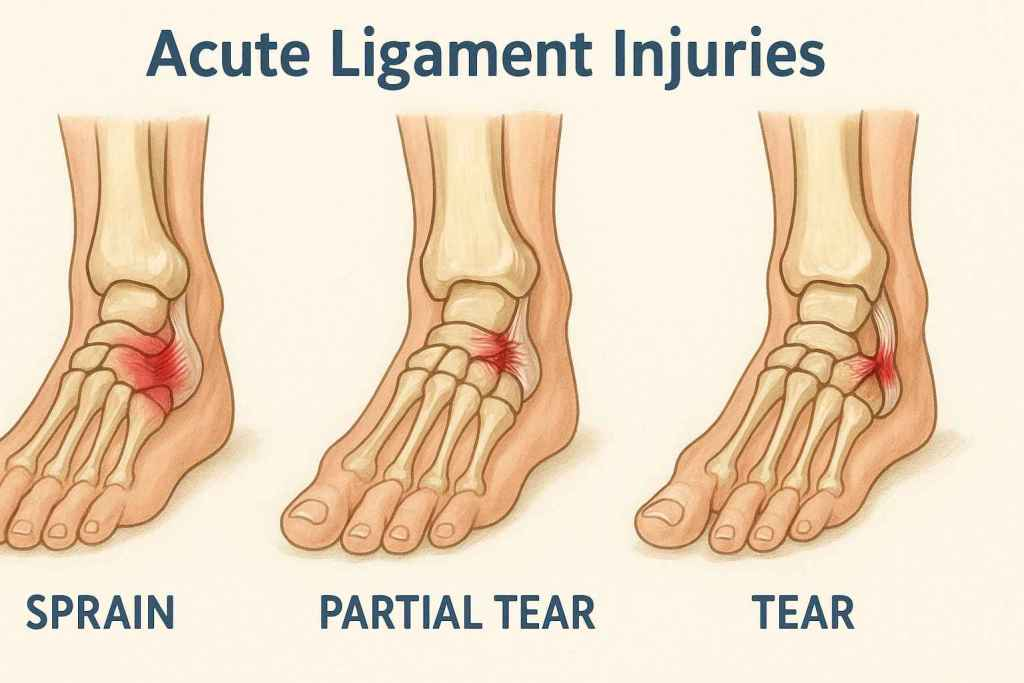 Acute Ligament Injuries
SPRAIN
PARTIAL TEAR
TEAR